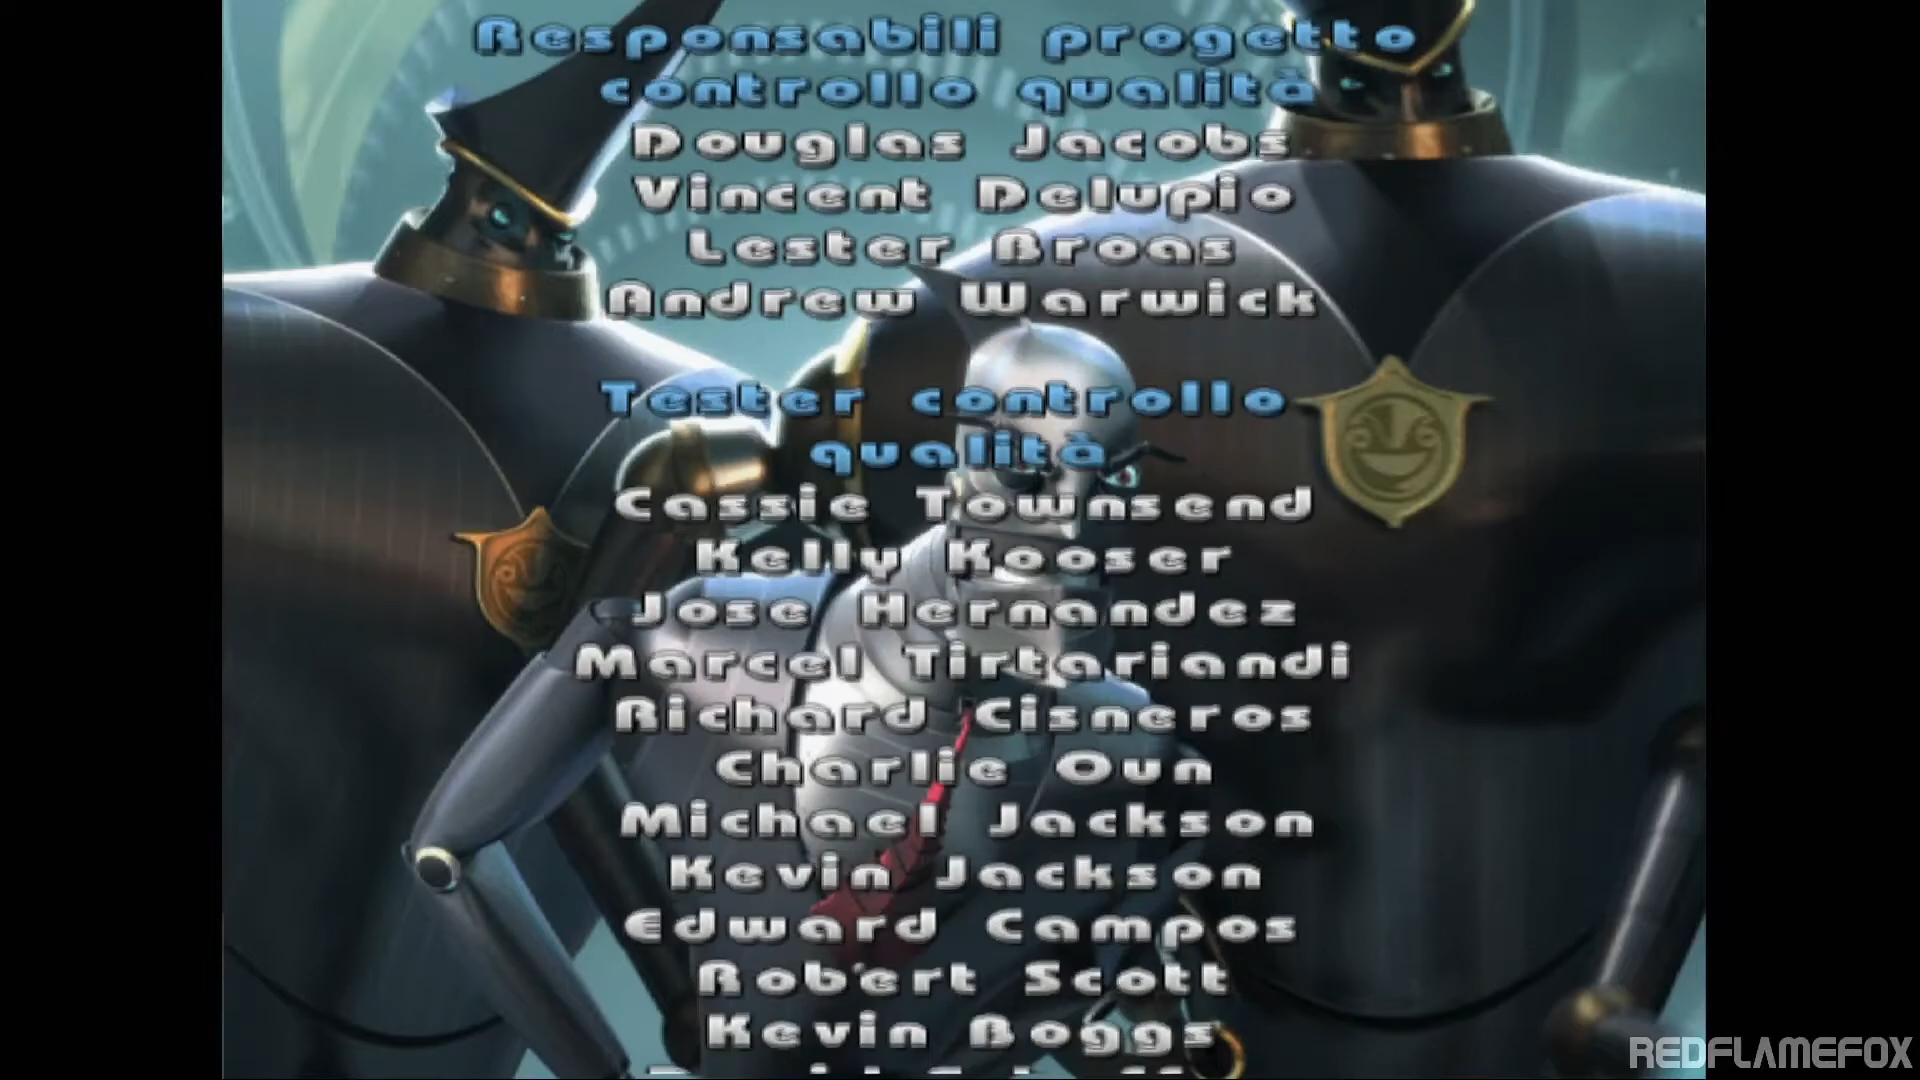 Responsabili progetto
controllo qualità
Douglas Jacobs
Vincent Delupio
Lester Broas
Andrew Warwick
Tester controllo
qualità
Cassie Townsend
Kelly Kooser
Jose Hernandez
Marcel Tirtariandi
Richard Cisneros
Charlie Oun
Michael Jackson
Kevin Jackson
Edward Campos
Robert Scott
Kevin Boggs
REDFLAMEFOX